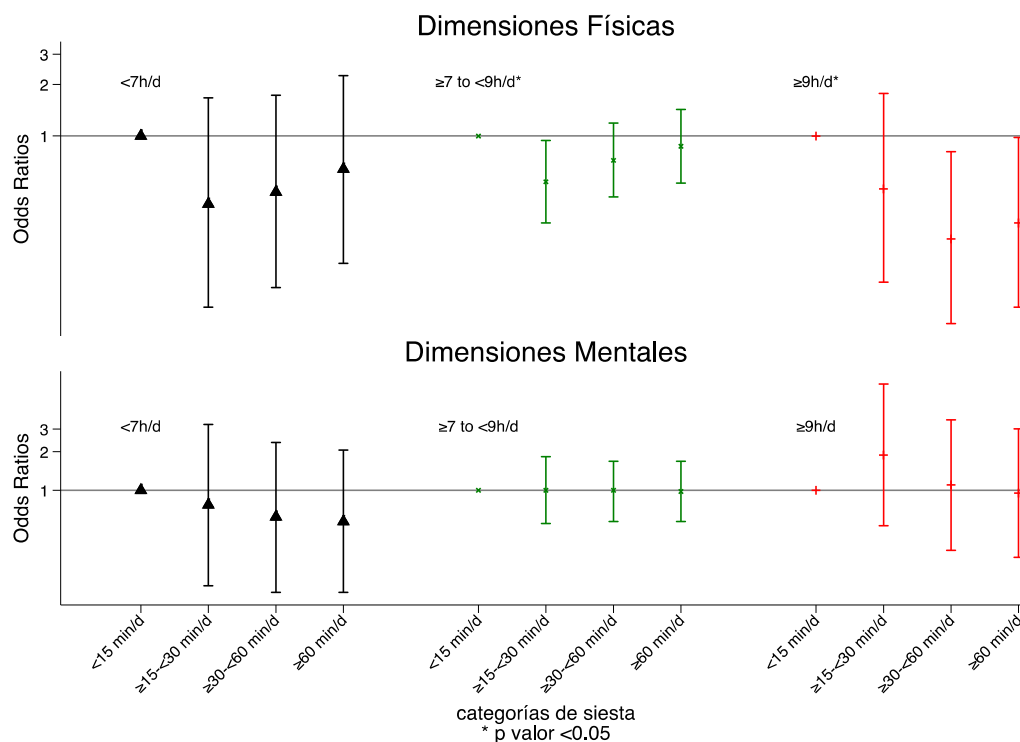 Dimensiones Físicas
3
2
1
Odds Ratios
<7h/d
≥7 to <9h/d*
≥9h/d*
Dimensiones Mentales
3
2
1
Odds Ratios
<7h/d
≥7 to <9h/d
≥9h/d
<15 min/d
≥15-<30 min/d
≥30-<60 min/d
≥60 min/d
<15 min/d
≥15-<30 min/d
≥30-<60 min/d
≥60 min/d
<15 min/d
≥15-<30 min/d
≥30-<60 min/d
≥60 min/d
categorías de siesta
* p valor <0.05